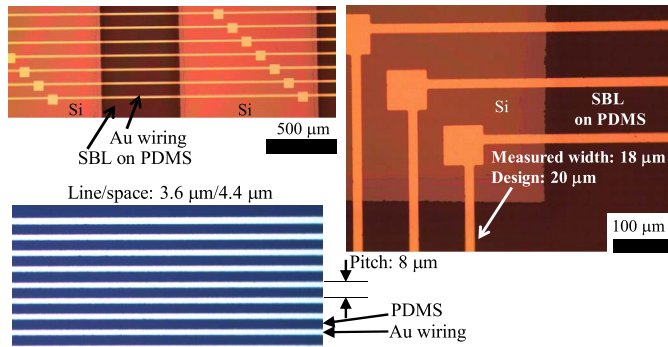 Si
Si
Au wiring
SBL on PDMS
500 μm
Line/space: 3.6 μm/4.4 μm
Pitch: 8 μm
PDMS
Au wiring
Si
SBL
on PDMS
Measured width: 18 μm
Design: 20 μm
100 μm